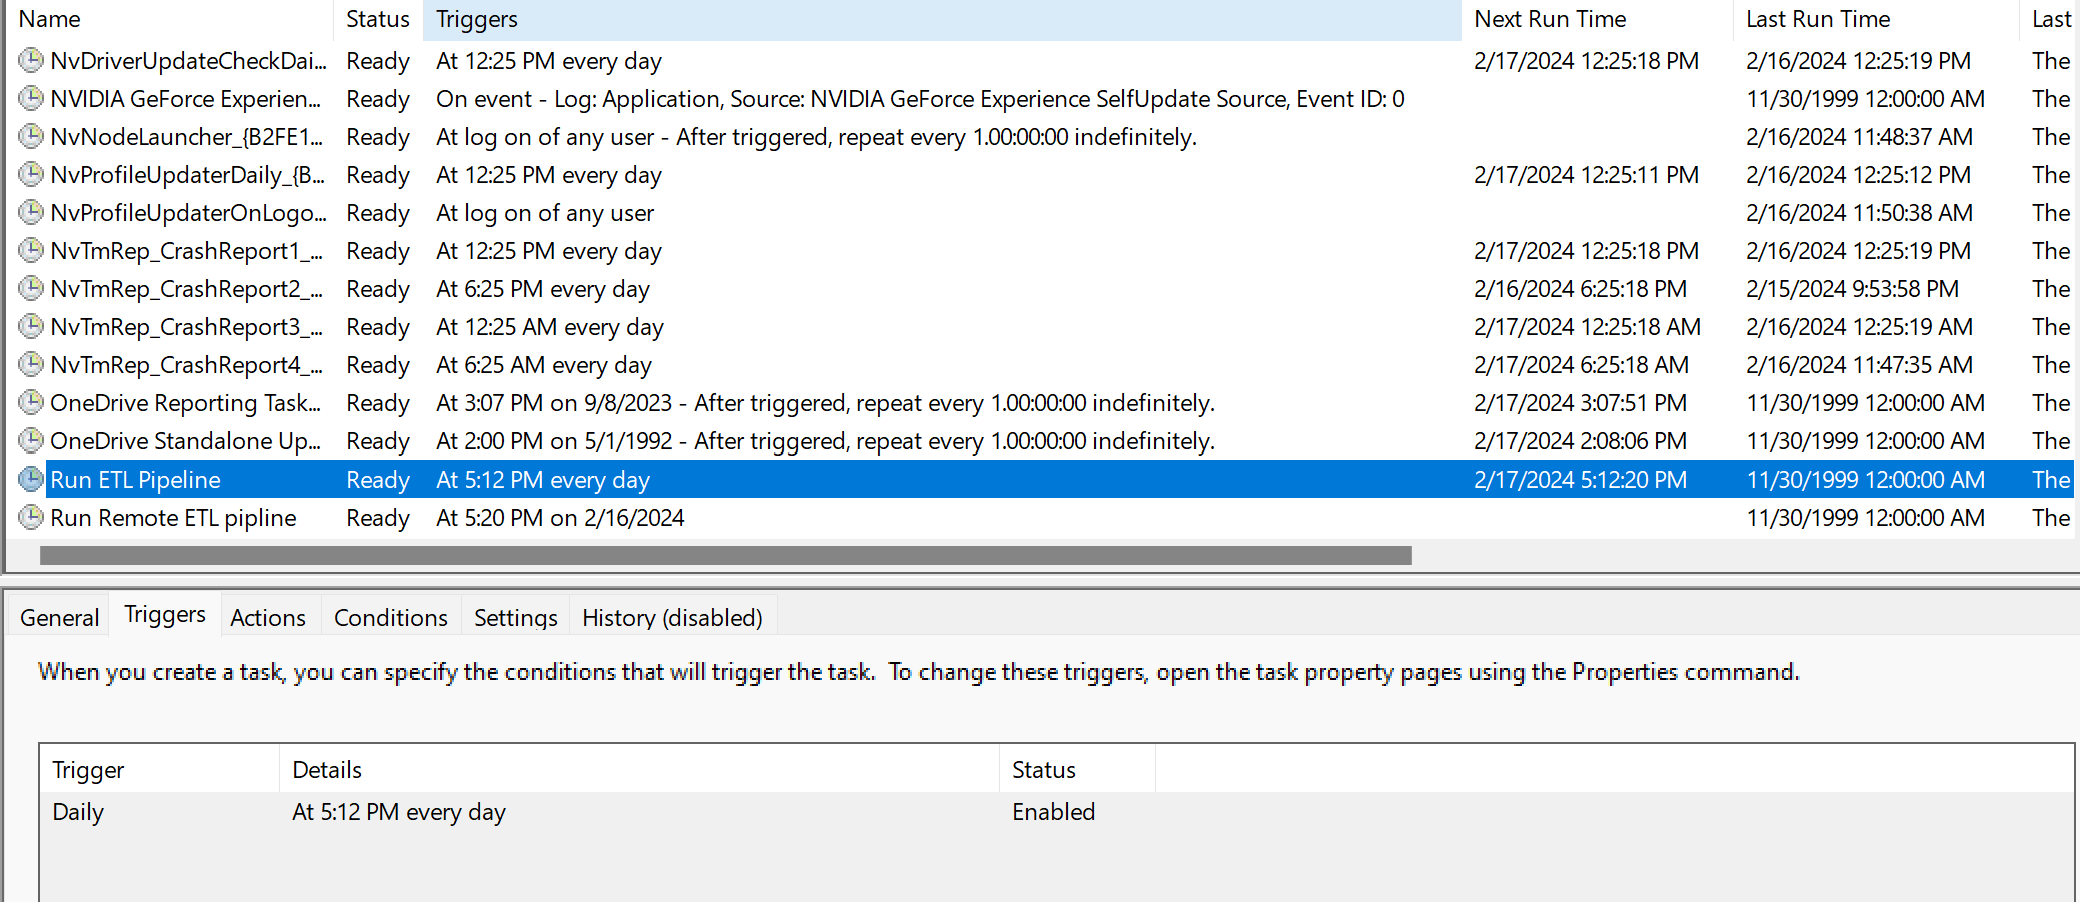 Name Status Triggers Next Run Time Last Run Time Last
NvDriverUpdateCheckDai... Ready At 12:25 PM every day 2/17/2024 12:25:18 PM 2/16/2024 12:25:19 PM The
NVIDIA GeForce Experien... Ready On event - Log: Application, Source: NVIDIA GeForce Experience SelfUpdate Source, Event ID: 0 11/30/1999 12:00:00 AM The
NvNodeLauncher_{B2FE1... Ready At log on of any user - After triggered, repeat every 1.00:00:00 indefinitely. 2/16/2024 11:48:37 AM The
NvProfileUpdaterDaily_{B... Ready At 12:25 PM every day 2/17/2024 12:25:11 PM 2/16/2024 12:25:12 PM The
NvProfileUpdaterOnLogo... Ready At log on of any user 2/16/2024 11:50:38 AM The
NvTmRep_CrashReport1_... Ready At 12:25 PM every day 2/17/2024 12:25:18 PM 2/16/2024 12:25:19 PM The
NvTmRep_CrashReport2_... Ready At 6:25 PM every day 2/16/2024 6:25:18 PM 2/15/2024 9:53:58 PM The
NvTmRep_CrashReport3_... Ready At 12:25 AM every day 2/17/2024 12:25:18 AM 2/16/2024 12:25:19 AM The
NvTmRep_CrashReport4_... Ready At 6:25 AM every day 2/17/2024 6:25:18 AM 2/16/2024 11:47:35 AM The
OneDrive Reporting Task... Ready At 3:07 PM on 9/8/2023 - After triggered, repeat every 1.00:00:00 indefinitely. 2/17/2024 3:07:51 PM 11/30/1999 12:00:00 AM The
OneDrive Standalone Up... Ready At 2:00 PM on 5/1/1992 - After triggered, repeat every 1.00:00:00 indefinitely. 2/17/2024 2:08:06 PM 11/30/1999 12:00:00 AM The
Run ETL Pipeline Ready At 5:12 PM every day 2/17/2024 5:12:20 PM 11/30/1999 12:00:00 AM The
Run Remote ETL pipline Ready At 5:20 PM on 2/16/2024 11/30/1999 12:00:00 AM The
General Triggers Actions Conditions Settings History (disabled)
When you create a task, you can specify the conditions that will trigger the task.  To change these triggers, open the task property pages using the Properties command.
Trigger Details Status
Daily At 5:12 PM every day Enabled